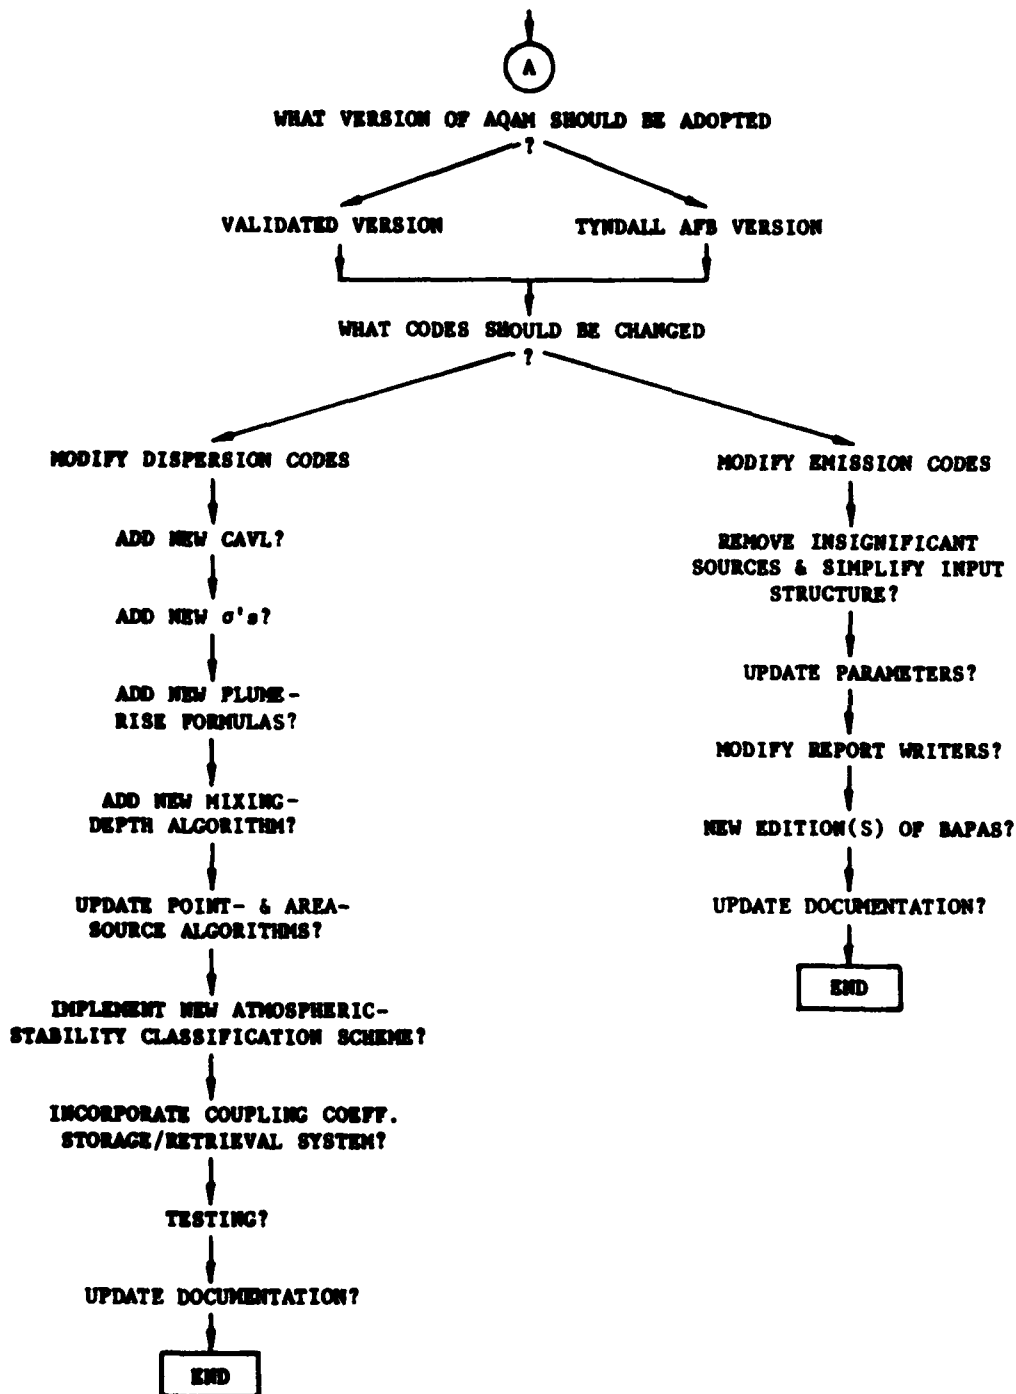 A
WHAT VERSION OF AQAM SHOULD BE ADOPTED
?
VALIDATED VERSION
TYNDALL AFB VERSION
WHAT CODES SHOULD BE CHANGED
?
MODIFY DISPERSION CODES
ADD NEW CAVL?
ADD NEW σ's?
ADD NEW PLUME-
RISE FORMULAS?
ADD NEW MIXING-
DEPTH ALGORITHM?
UPDATE POINT- & AREA-
SOURCE ALGORITHMS?
IMPLEMENT NEW ATMOSPHERIC-
STABILITY CLASSIFICATION SCHEME?
INCORPORATE COUPLING COEFF.
STORAGE/RETRIEVAL SYSTEM?
TESTING?
UPDATE DOCUMENTATION?
END
MODIFY EMISSION CODES
REMOVE INSIGNIFICANT
SOURCES & SIMPLIFY INPUT
STRUCTURE?
UPDATE PARAMETERS?
MODIFY REPORT WRITERS?
NEW EDITION(S) OF BAPAS?
UPDATE DOCUMENTATION?
END